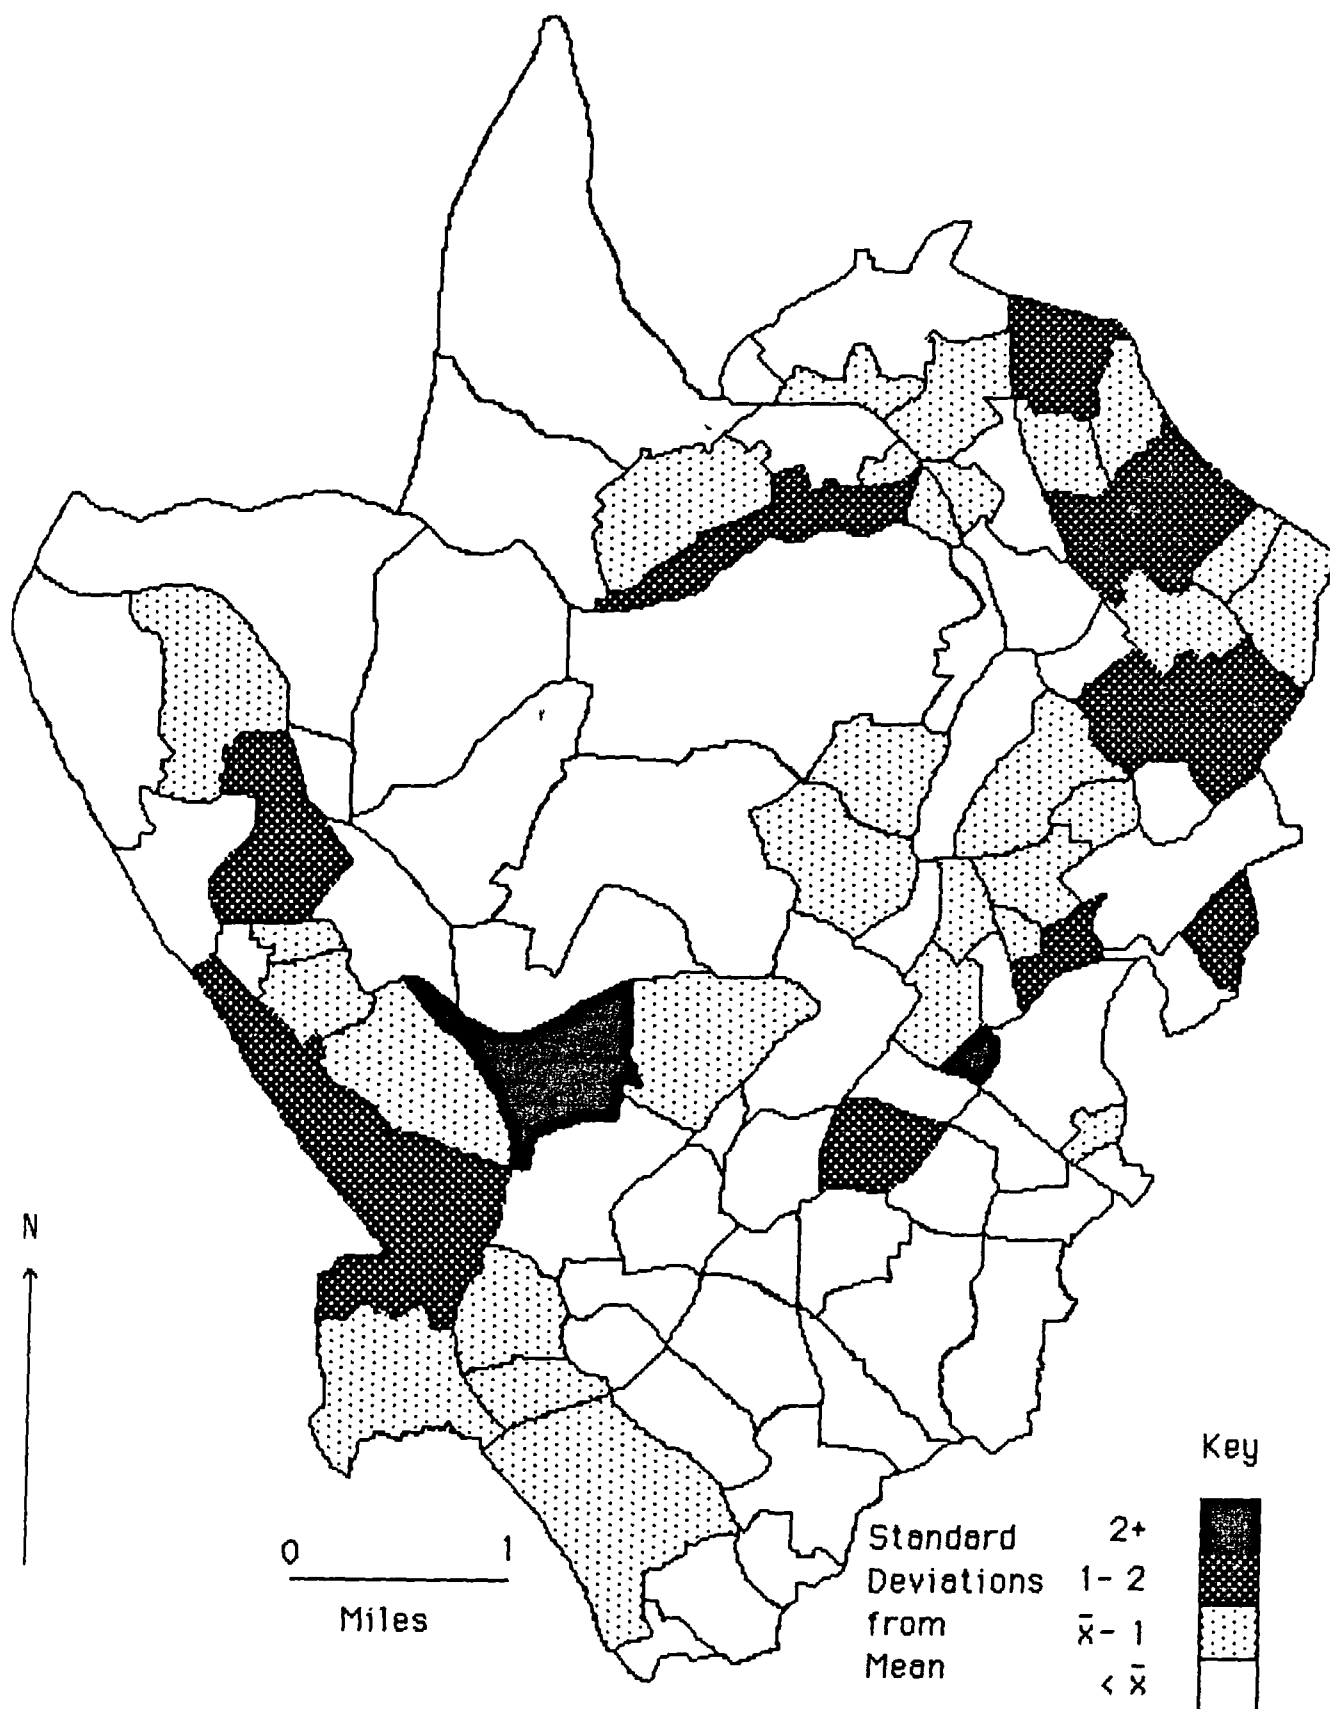 N
0 1
Miles
Key
Standard 2+
Deviations 1-2
from x̄-1
Mean
< x̄